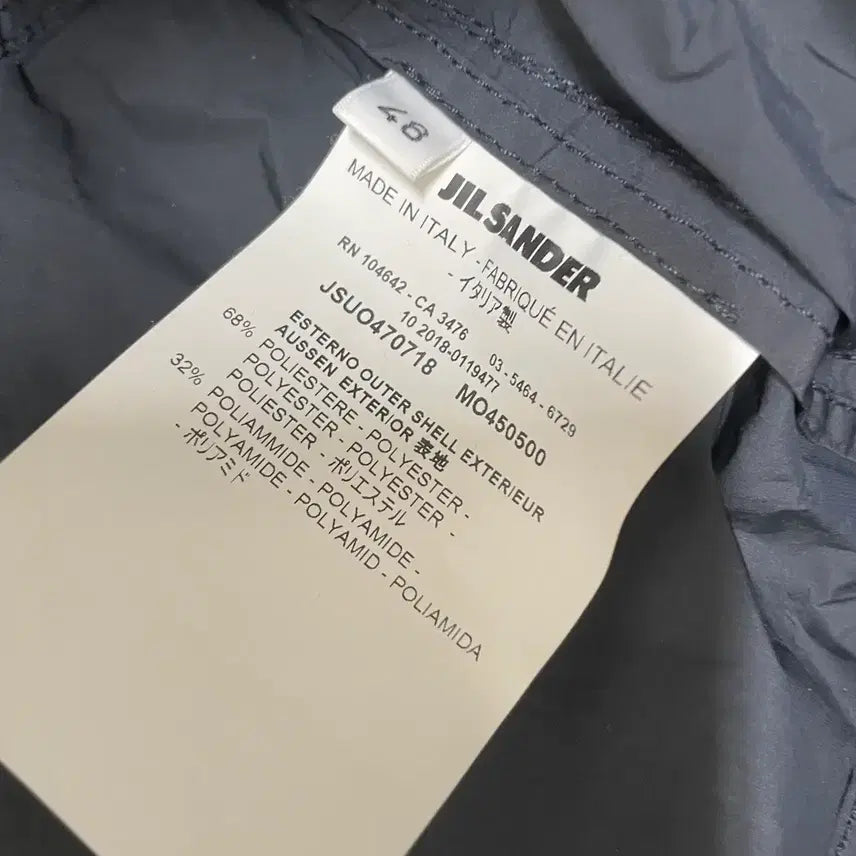 48
JIL SANDER
MADE IN ITALY - FABRIQUÉ EN ITALIE
- イタリア製
RN 104642 - CA 3476 03 - 5464 - 6729
10 2018-0119477
JSUO470718 MO450500
ESTERNO OUTER SHELL EXTERIEUR
AUSSEN EXTERIOR 表地
68% POLIESTERE - POLYESTER -
POLYESTER - POLYESTER -
POLIESTER - ポリエステル
32% POLIAMMIDE - POLYAMIDE -
POLYAMIDE - POLYAMID - POLIAMIDA
- ポリアミド